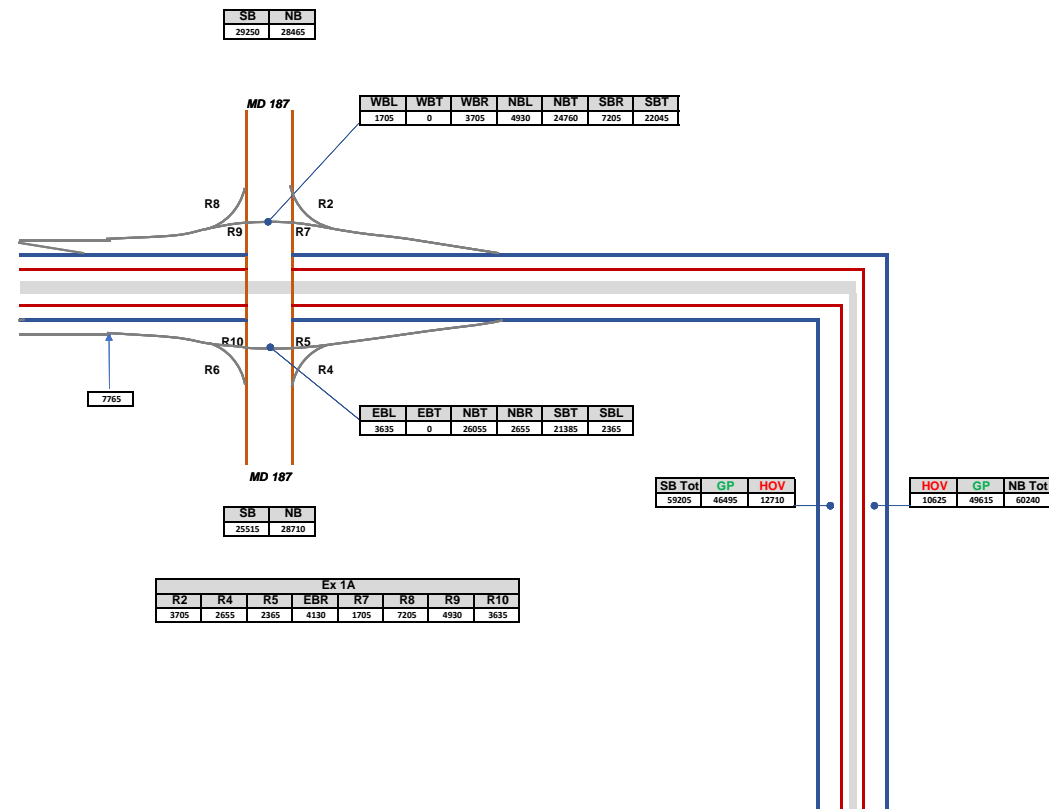 SB NB
29250 28465
MD 187
WBL WBT WBR NBL NBT SBR SBT
1705 0 3705 4930 24760 7205 22045
R8 R2
R9 R7
R10 R5
R6 R4
7765
EBL EBT NBT NBR SBT SBL
3635 0 26055 2655 21385 2365
MD 187
SB Tot GP HOV
59205 46495 12710
HOV GP NB Tot
10625 49615 60240
SB NB
25515 28710
Ex 1A
R2 R4 R5 EBR R7 R8 R9 R10
3705 2655 2365 4130 1705 7205 4930 3635